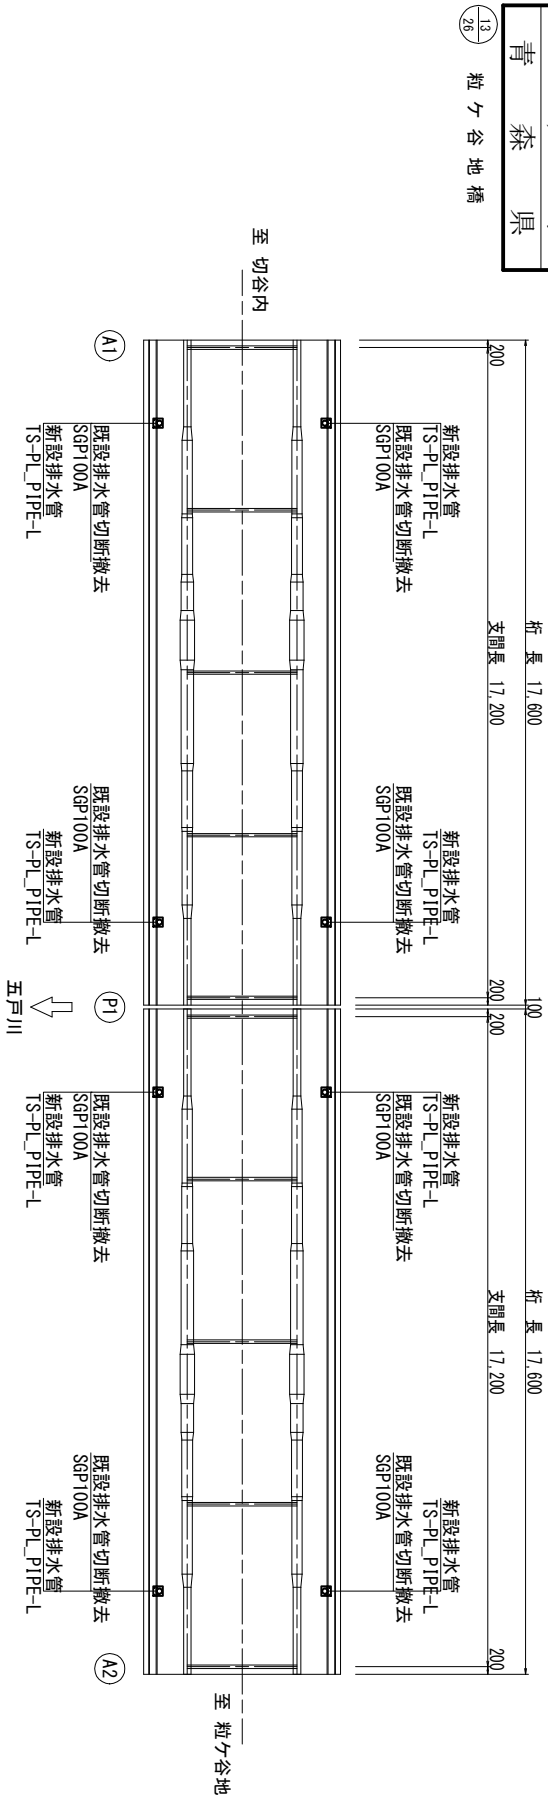 青森県
13
26
粒ケ谷地橋
至 切谷内
桁 長 17,600
桁 長 17,600
200
支間長 17,200
200
100
200
支間長 17,200
200
新設排水管
TS-PL_PIPE-L
既設排水管切断撤去
SGP100A
新設排水管
TS-PL_PIPE-L
既設排水管切断撤去
SGP100A
新設排水管
TS-PL_PIPE-L
既設排水管切断撤去
SGP100A
新設排水管
TS-PL_PIPE-L
既設排水管切断撤去
SGP100A
至 粒ケ谷地
既設排水管切断撤去
SGP100A
新設排水管
TS-PL_PIPE-L
既設排水管切断撤去
SGP100A
新設排水管
TS-PL_PIPE-L
既設排水管切断撤去
SGP100A
新設排水管
TS-PL_PIPE-L
既設排水管切断撤去
SGP100A
新設排水管
TS-PL_PIPE-L
A1
P1
A2
五戸川